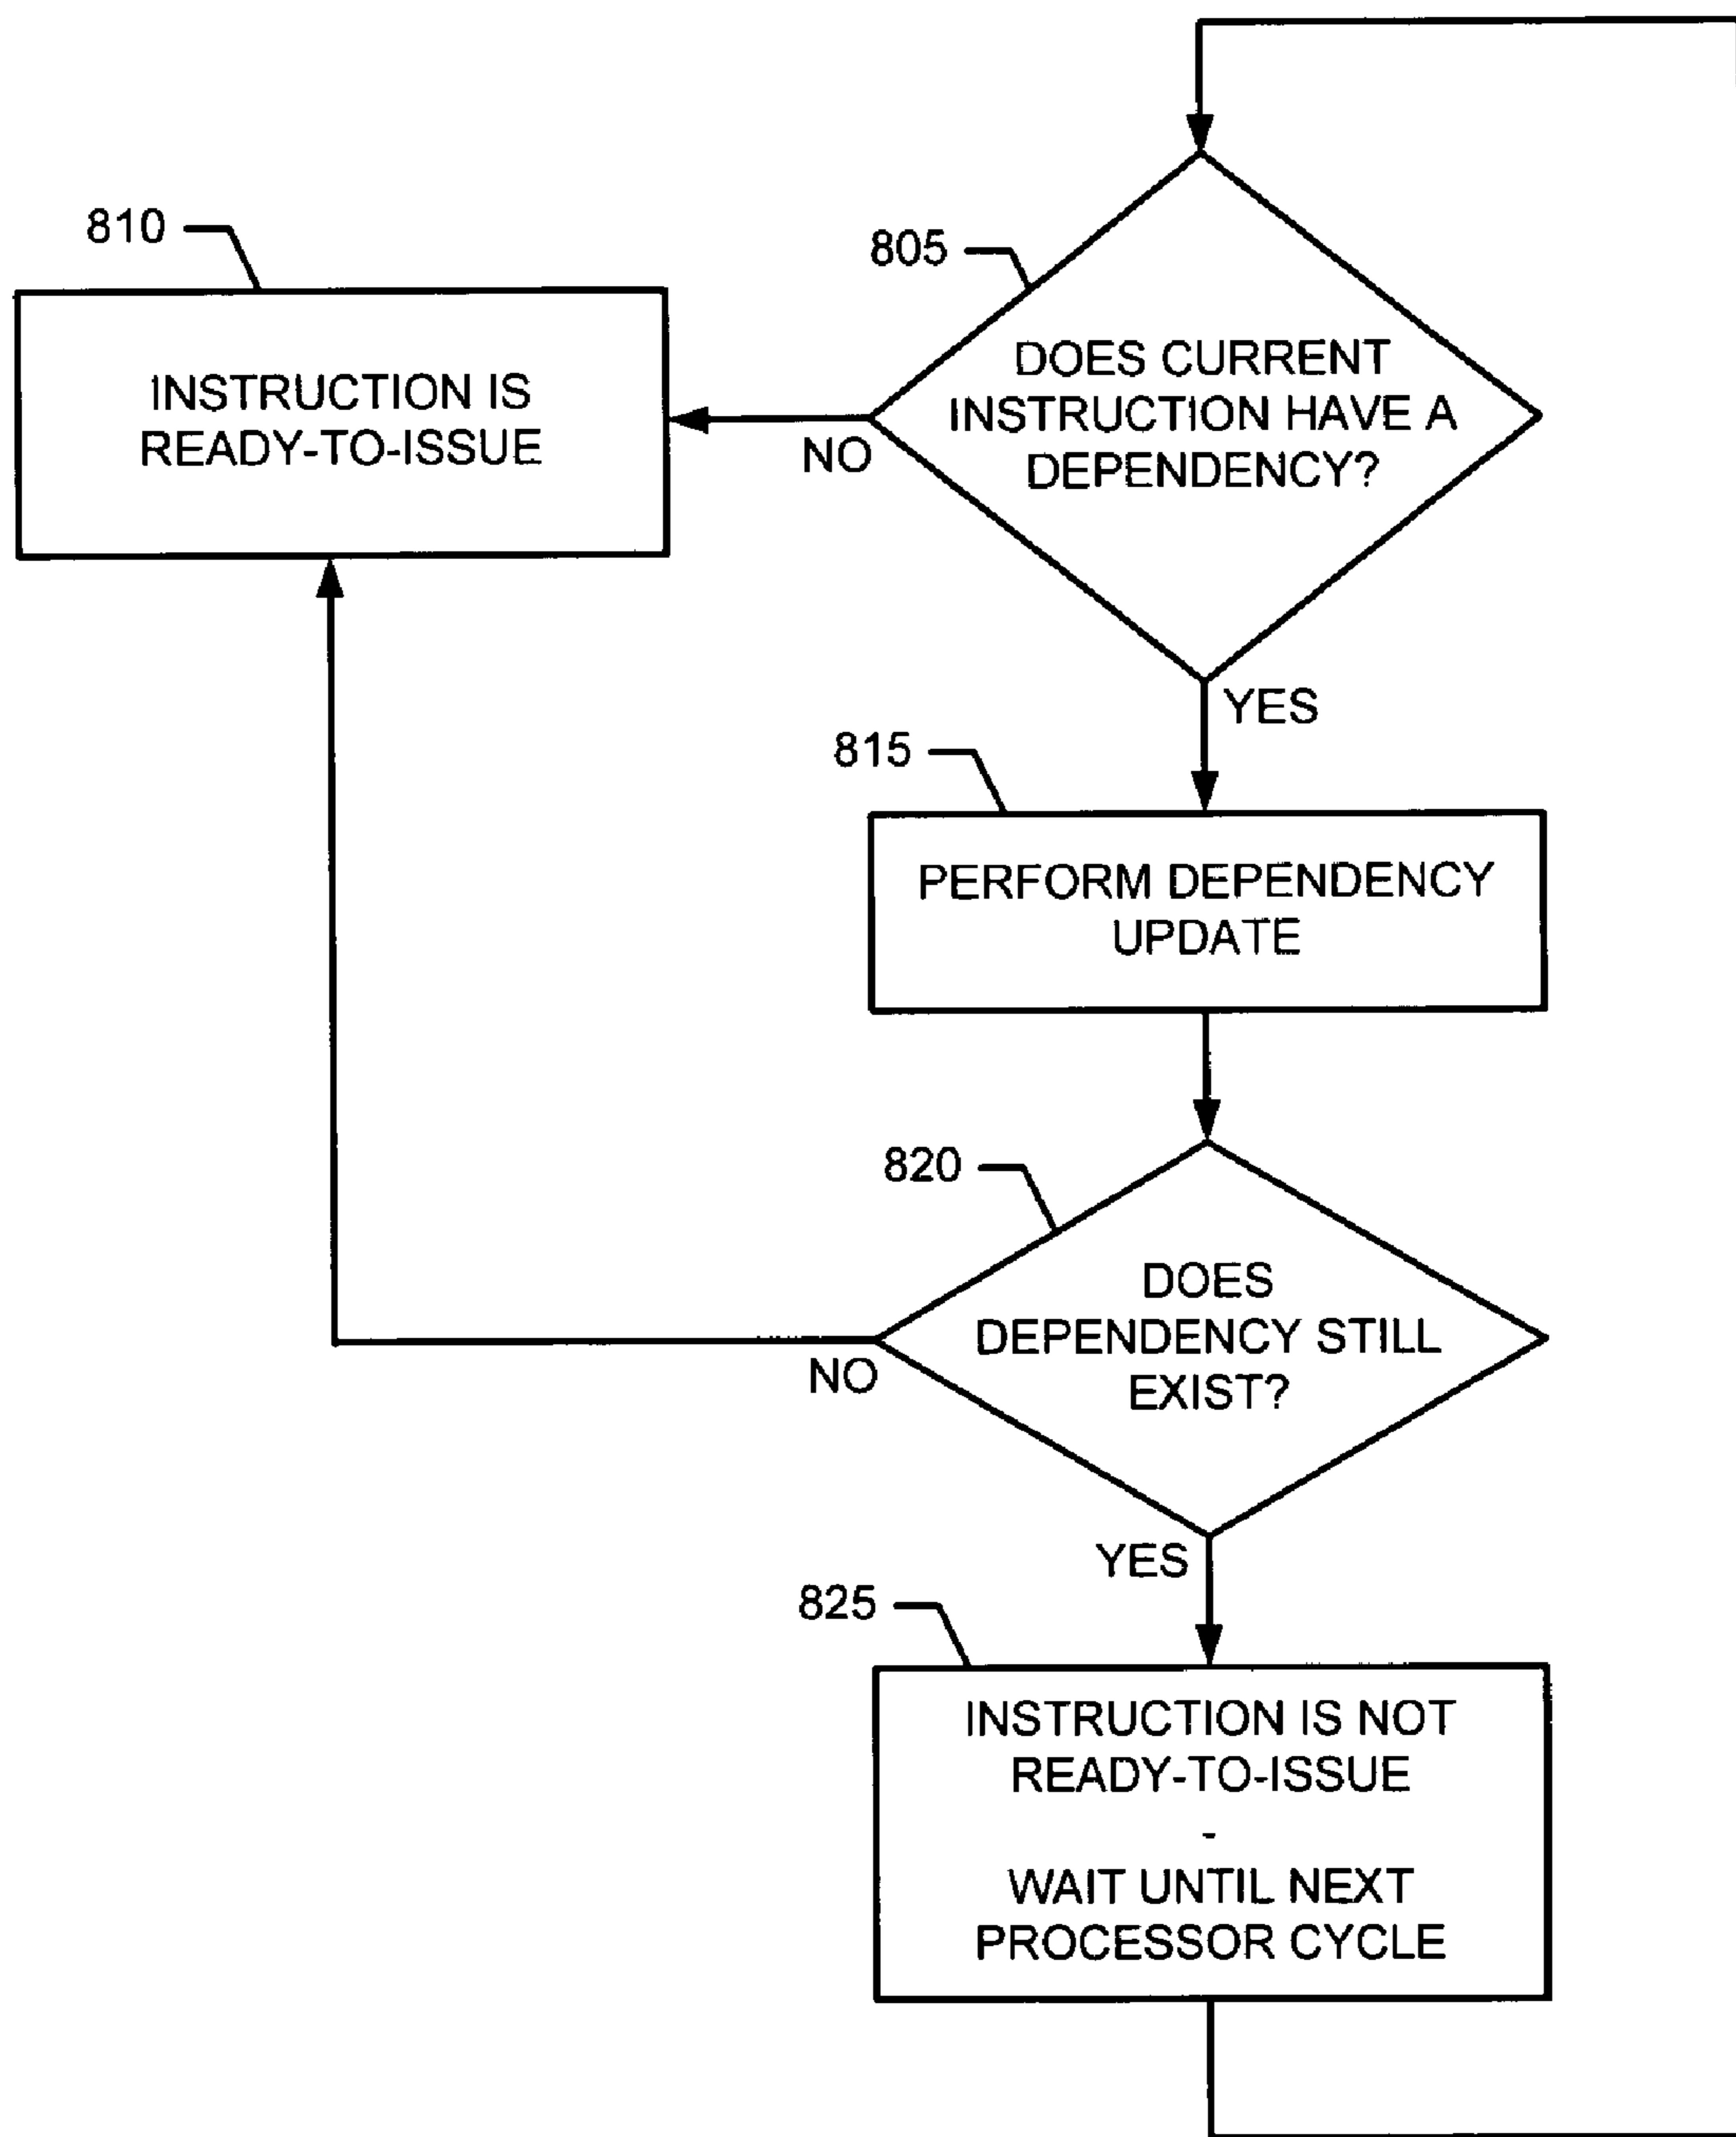 810
INSTRUCTION IS
READY-TO-ISSUE
805
DOES CURRENT
INSTRUCTION HAVE A
DEPENDENCY?
NO
YES
815
PERFORM DEPENDENCY
UPDATE
820
DOES
DEPENDENCY STILL
EXIST?
NO
YES
825
INSTRUCTION IS NOT
READY-TO-ISSUE
-
WAIT UNTIL NEXT
PROCESSOR CYCLE